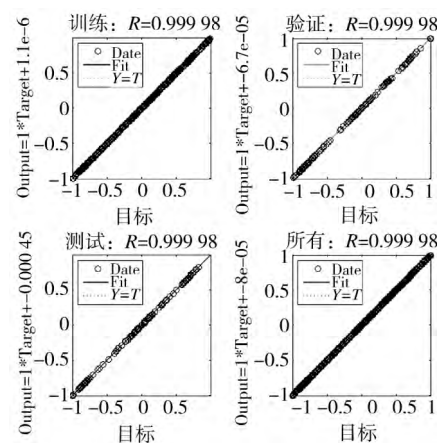 训练：R=0.999 98
Output=1*Target+1.1e-6
Date
Fit
Y=T
0.5
0
-0.5
-1
-1 -0.5 0 0.5
目标
验证：R=0.999 98
Output=1*Target+-6.7e-05
Date
Fit
Y=T
1
0.5
0
-0.5
-1
-1 -0.5 0 0.5 1
目标
测试：R=0.999 98
Output=1*Target+-0.000 45
Date
Fit
Y=T
0.5
0
-0.5
-1
-1 -0.5 0 0.5
目标
所有：R=0.999 98
Output=1*Target+-8e-05
Date
Fit
Y=T
1
0.5
0
-0.5
-1
-1 -0.5 0 0.5 1
目标